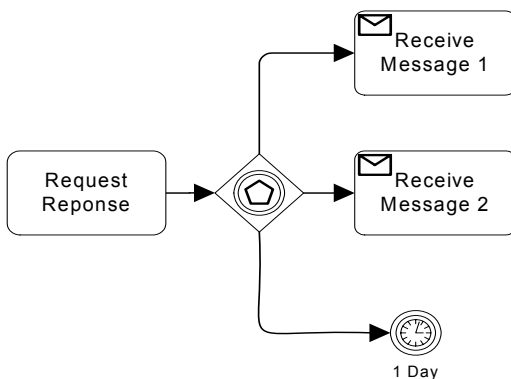 Receive
Message 1
Request
Reponse
Receive
Message 2
1 Day